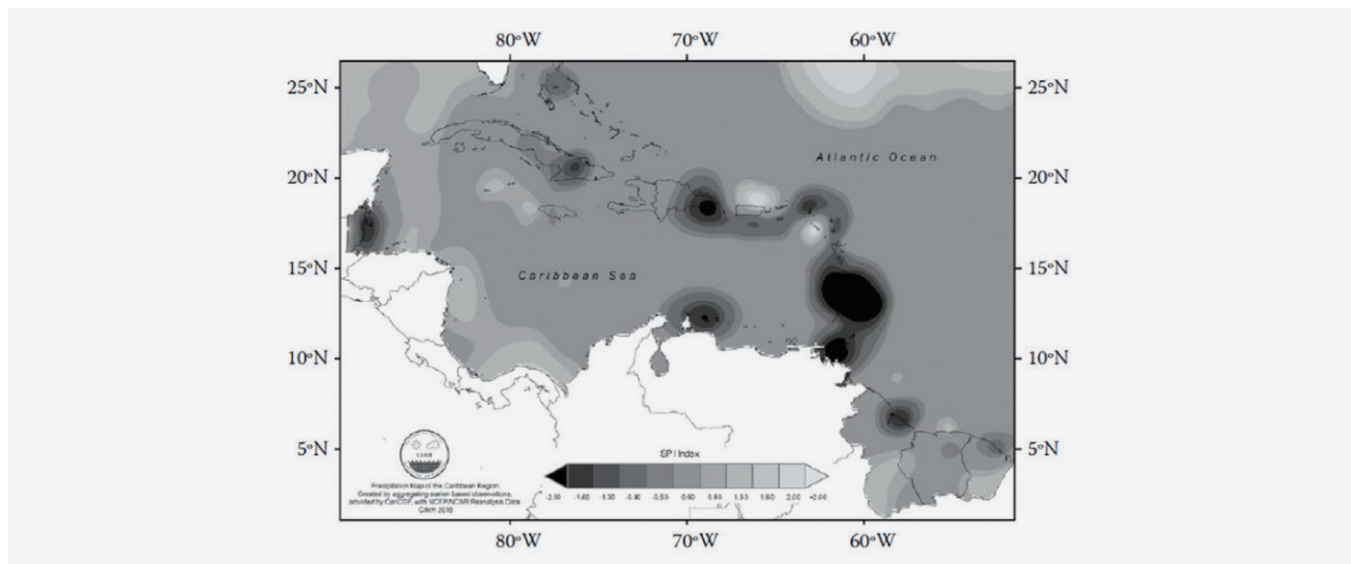 80°W 70°W 60°W
25°N 25°N
Atlantic Ocean
20°N 20°N
15°N 15°N
Caribbean Sea
10°N 10°N
5°N 5°N
SPI Index
-2.00 -1.60 -1.30 -0.80 -0.50 0.50 0.80 1.30 1.60 2.00 +2.00
Precipitation Map of the Caribbean Region
Created by aggregating station based observations,
provided by CariCOF, with NCEP/NCAR Reanalysis Data
CIMH
80°W 70°W 60°W